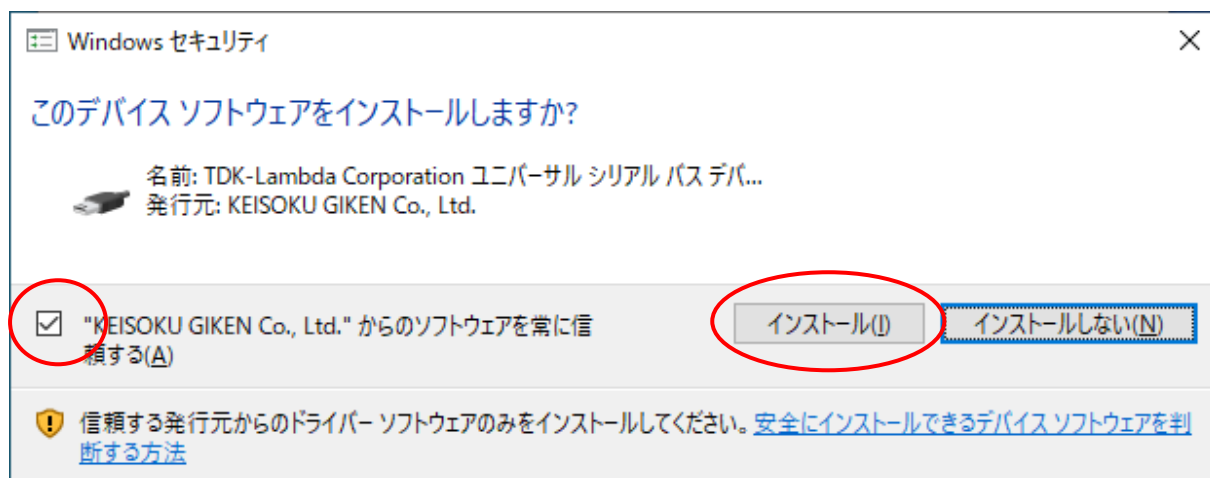 Windows セキュリティ
このデバイス ソフトウェアをインストールしますか?
名前: TDK-Lambda Corporation ユニバーサル シリアル バス デバ...
発行元: KEISOKU GIKEN Co., Ltd.
"KEISOKU GIKEN Co., Ltd." からのソフトウェアを常に信
頼する(A)
インストール(I)
インストールしない(N)
信頼する発行元からのドライバー ソフトウェアのみをインストールしてください。安全にインストールできるデバイス ソフトウェアを判
断する方法